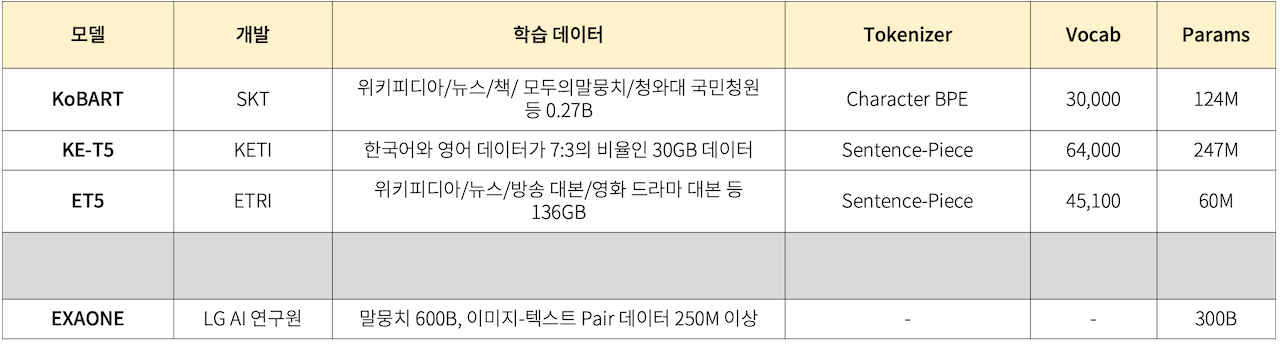 모델 개발 학습 데이터 Tokenizer Vocab Params
KoBART SKT 위키피디아/뉴스/책/ 모두의말뭉치/청와대 국민청원
등 0.27B Character BPE 30,000 124M
KE-T5 KETI 한국어와 영어 데이터가 7:3의 비율인 30GB 데이터 Sentence-Piece 64,000 247M
ET5 ETRI 위키피디아/뉴스/방송 대본/영화 드라마 대본 등
136GB Sentence-Piece 45,100 60M
EXAONE LG AI 연구원 말뭉치 600B, 이미지-텍스트 Pair 데이터 250M 이상 - - 300B